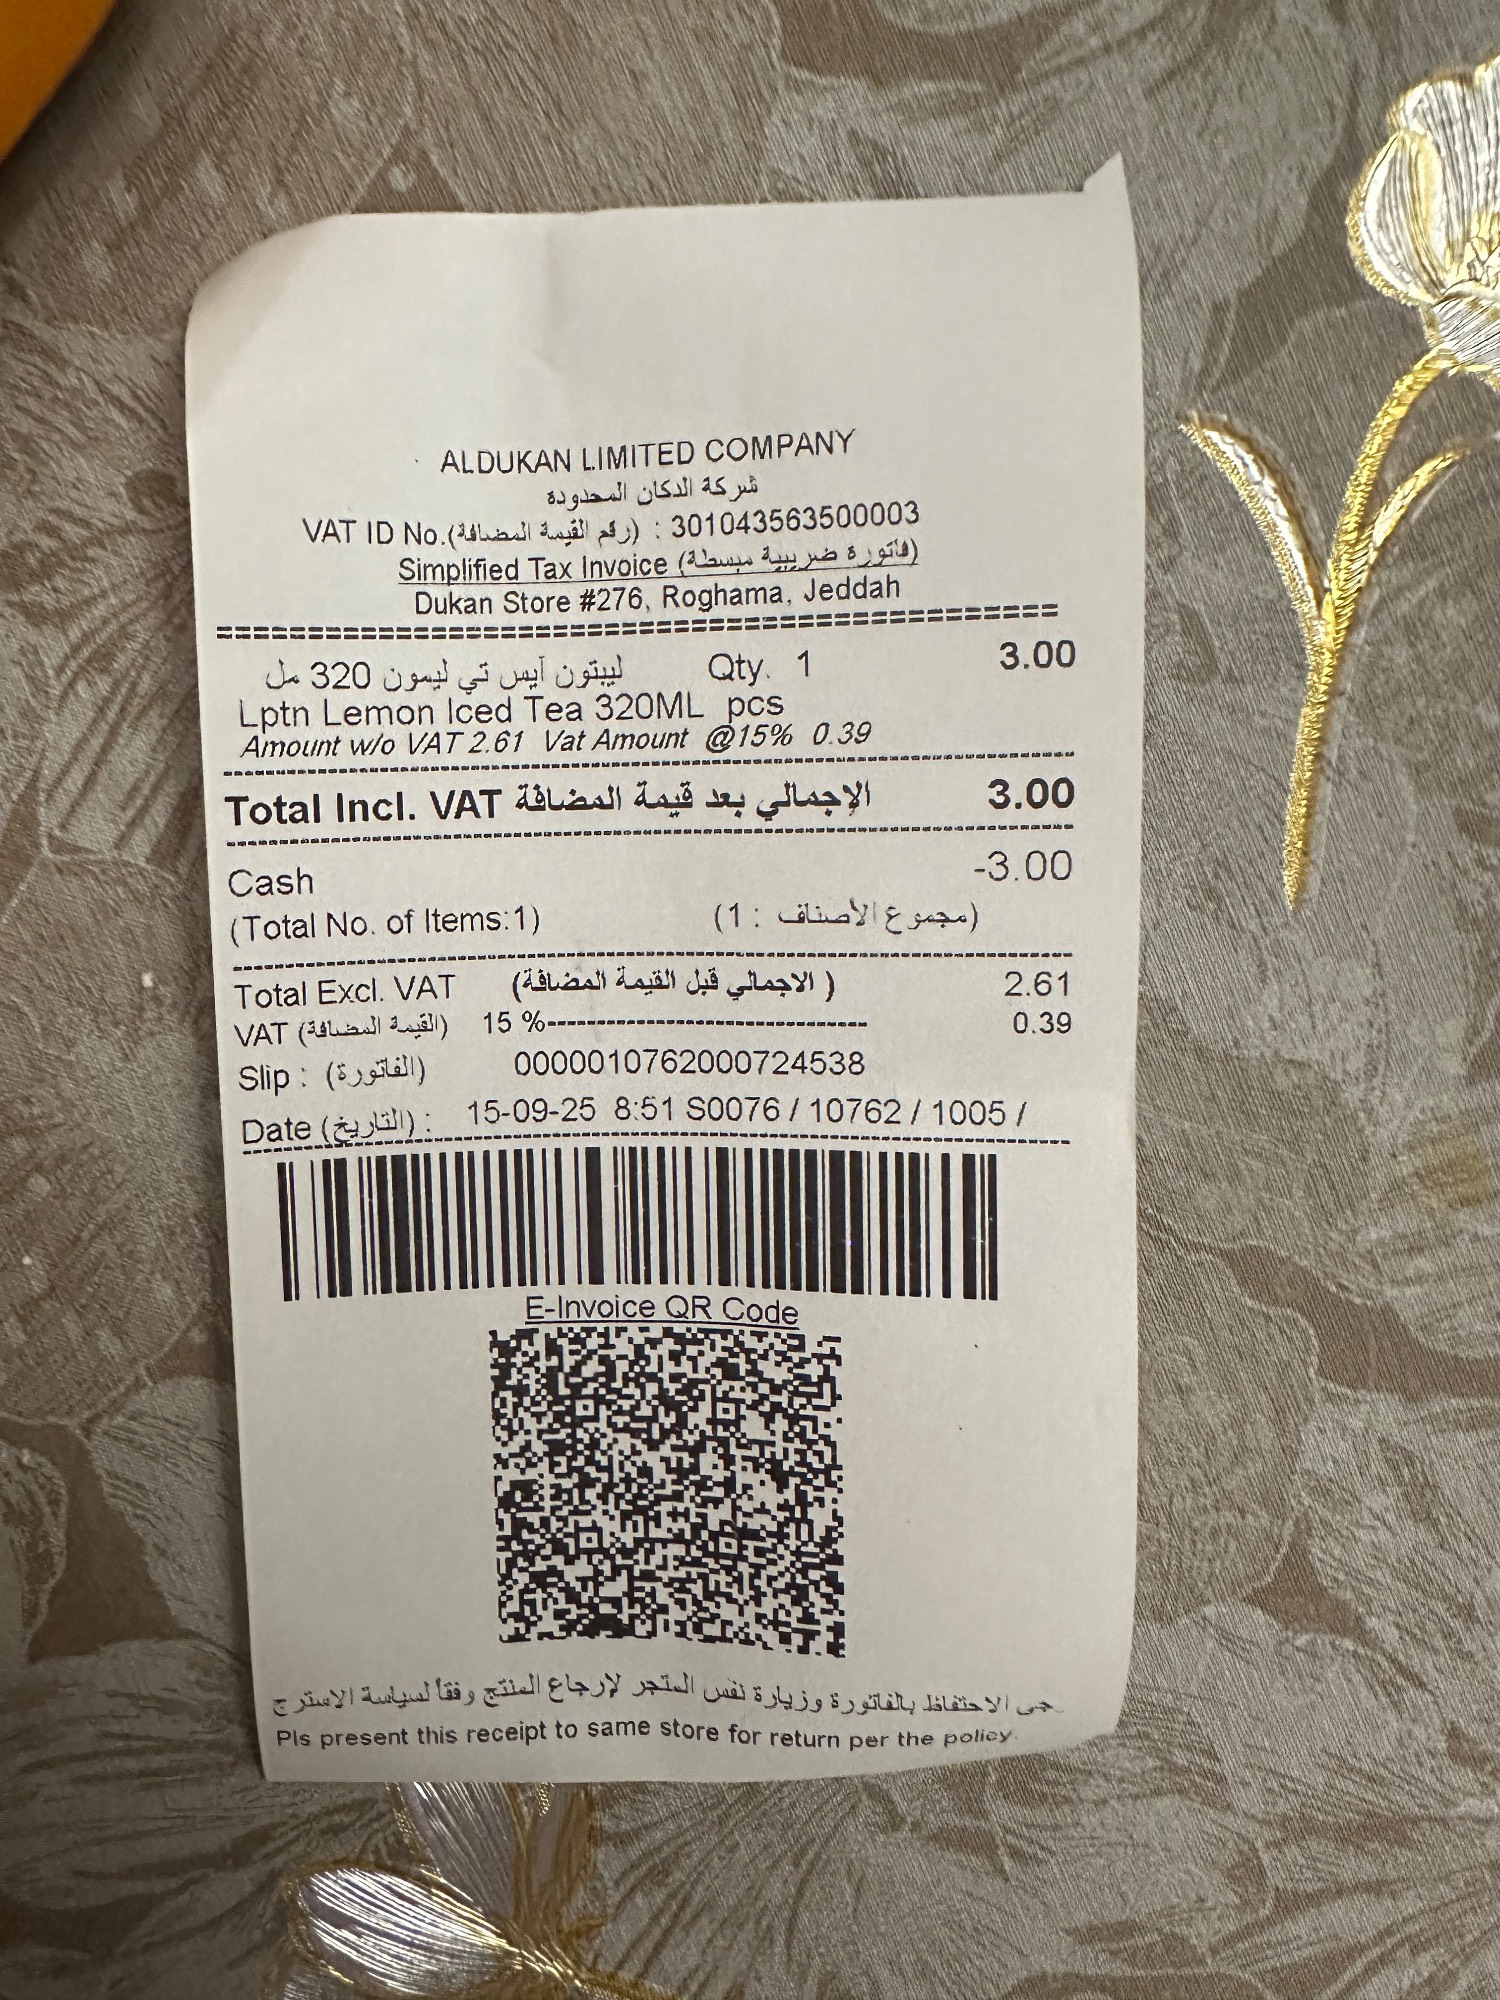 ALDUKAN LIMITED COMPANY
شركة الدكان المحدودة
VAT ID No.(رقم القيمة المضافة) : 301043563500003
Simplified Tax Invoice (فاتورة ضريبية مبسطة)
Dukan Store #276, Roghama, Jeddah
ليبتون آيس تي ليمون 320 مل Qty. 1 3.00
Lptn Lemon Iced Tea 320ML pcs
Amount w/o VAT 2.61 Vat Amount @15% 0.39
Total Incl. VAT الإجمالي بعد قيمة المضافة 3.00
Cash -3.00
(Total No. of Items:1) (مجموع الأصناف : 1)
Total Excl. VAT (الاجمالي قبل القيمة المضافة ) 2.61
VAT (القيمة المضافة) 15 %------------------------------ 0.39
Slip : (الفاتورة) 0000010762000724538
Date (التاريخ) : 15-09-25 8:51 S0076 / 10762 / 1005 /
E-Invoice QR Code
جى الاحتفاظ بالفاتورة وزيارة نفس المتجر لإرجاع المنتج وفقاً لسياسة الاسترج
Pls present this receipt to same store for return per the policy.